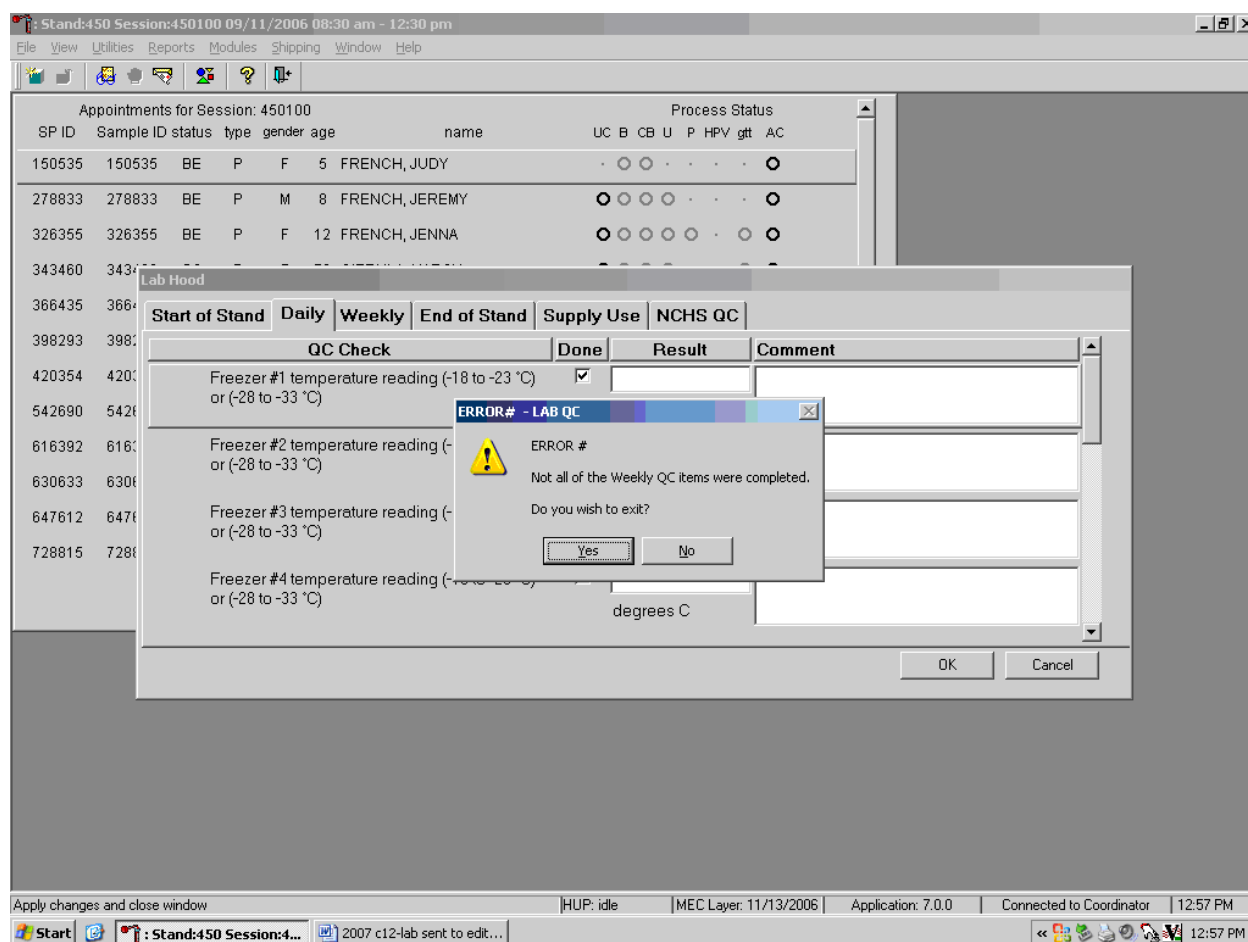 : Stand:450 Session:450100 09/11/2006 08:30 am - 12:30 pm
File View Utilities Reports Modules Shipping Window Help
Appointments for Session: 450100 Process Status
SP ID Sample ID status type gender age name UC B CB U P HPV gtt AC
150535 150535 BE P F 5 FRENCH, JUDY
278833 278833 BE P M 8 FRENCH, JEREMY
326355 326355 BE P F 12 FRENCH, JENNA
343460
366435
398293
420354
542690
616392
630633
647612
728815
Lab Hood
Start of Stand Daily Weekly End of Stand Supply Use NCHS QC
QC Check Done Result Comment
Freezer #1 temperature reading (-18 to -23 °C)
or (-28 to -33 °C)
Freezer #2 temperature reading (-
or (-28 to -33 °C)
Freezer #3 temperature reading (-
or (-28 to -33 °C)
Freezer #4 temperature reading (-
or (-28 to -33 °C)
degrees C
ERROR# - LAB QC
ERROR #
Not all of the Weekly QC items were completed.
Do you wish to exit?
Yes No
OK Cancel
Apply changes and close window HUP: idle MEC Layer: 11/13/2006 Application: 7.0.0 Connected to Coordinator 12:57 PM
Start : Stand:450 Session:4... 2007 c12-lab sent to edit... « 12:57 PM